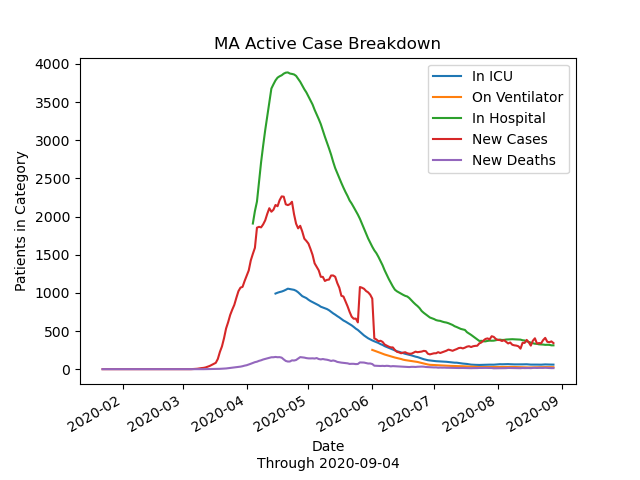 MA Active Case Breakdown
4000
3500
3000
2500
2000
1500
1000
500
0
Patients in Category
In ICU
On Ventilator
In Hospital
New Cases
New Deaths
2020-02
2020-03
2020-04
2020-05
2020-06
2020-07
2020-08
2020-09
Date
Through 2020-09-04